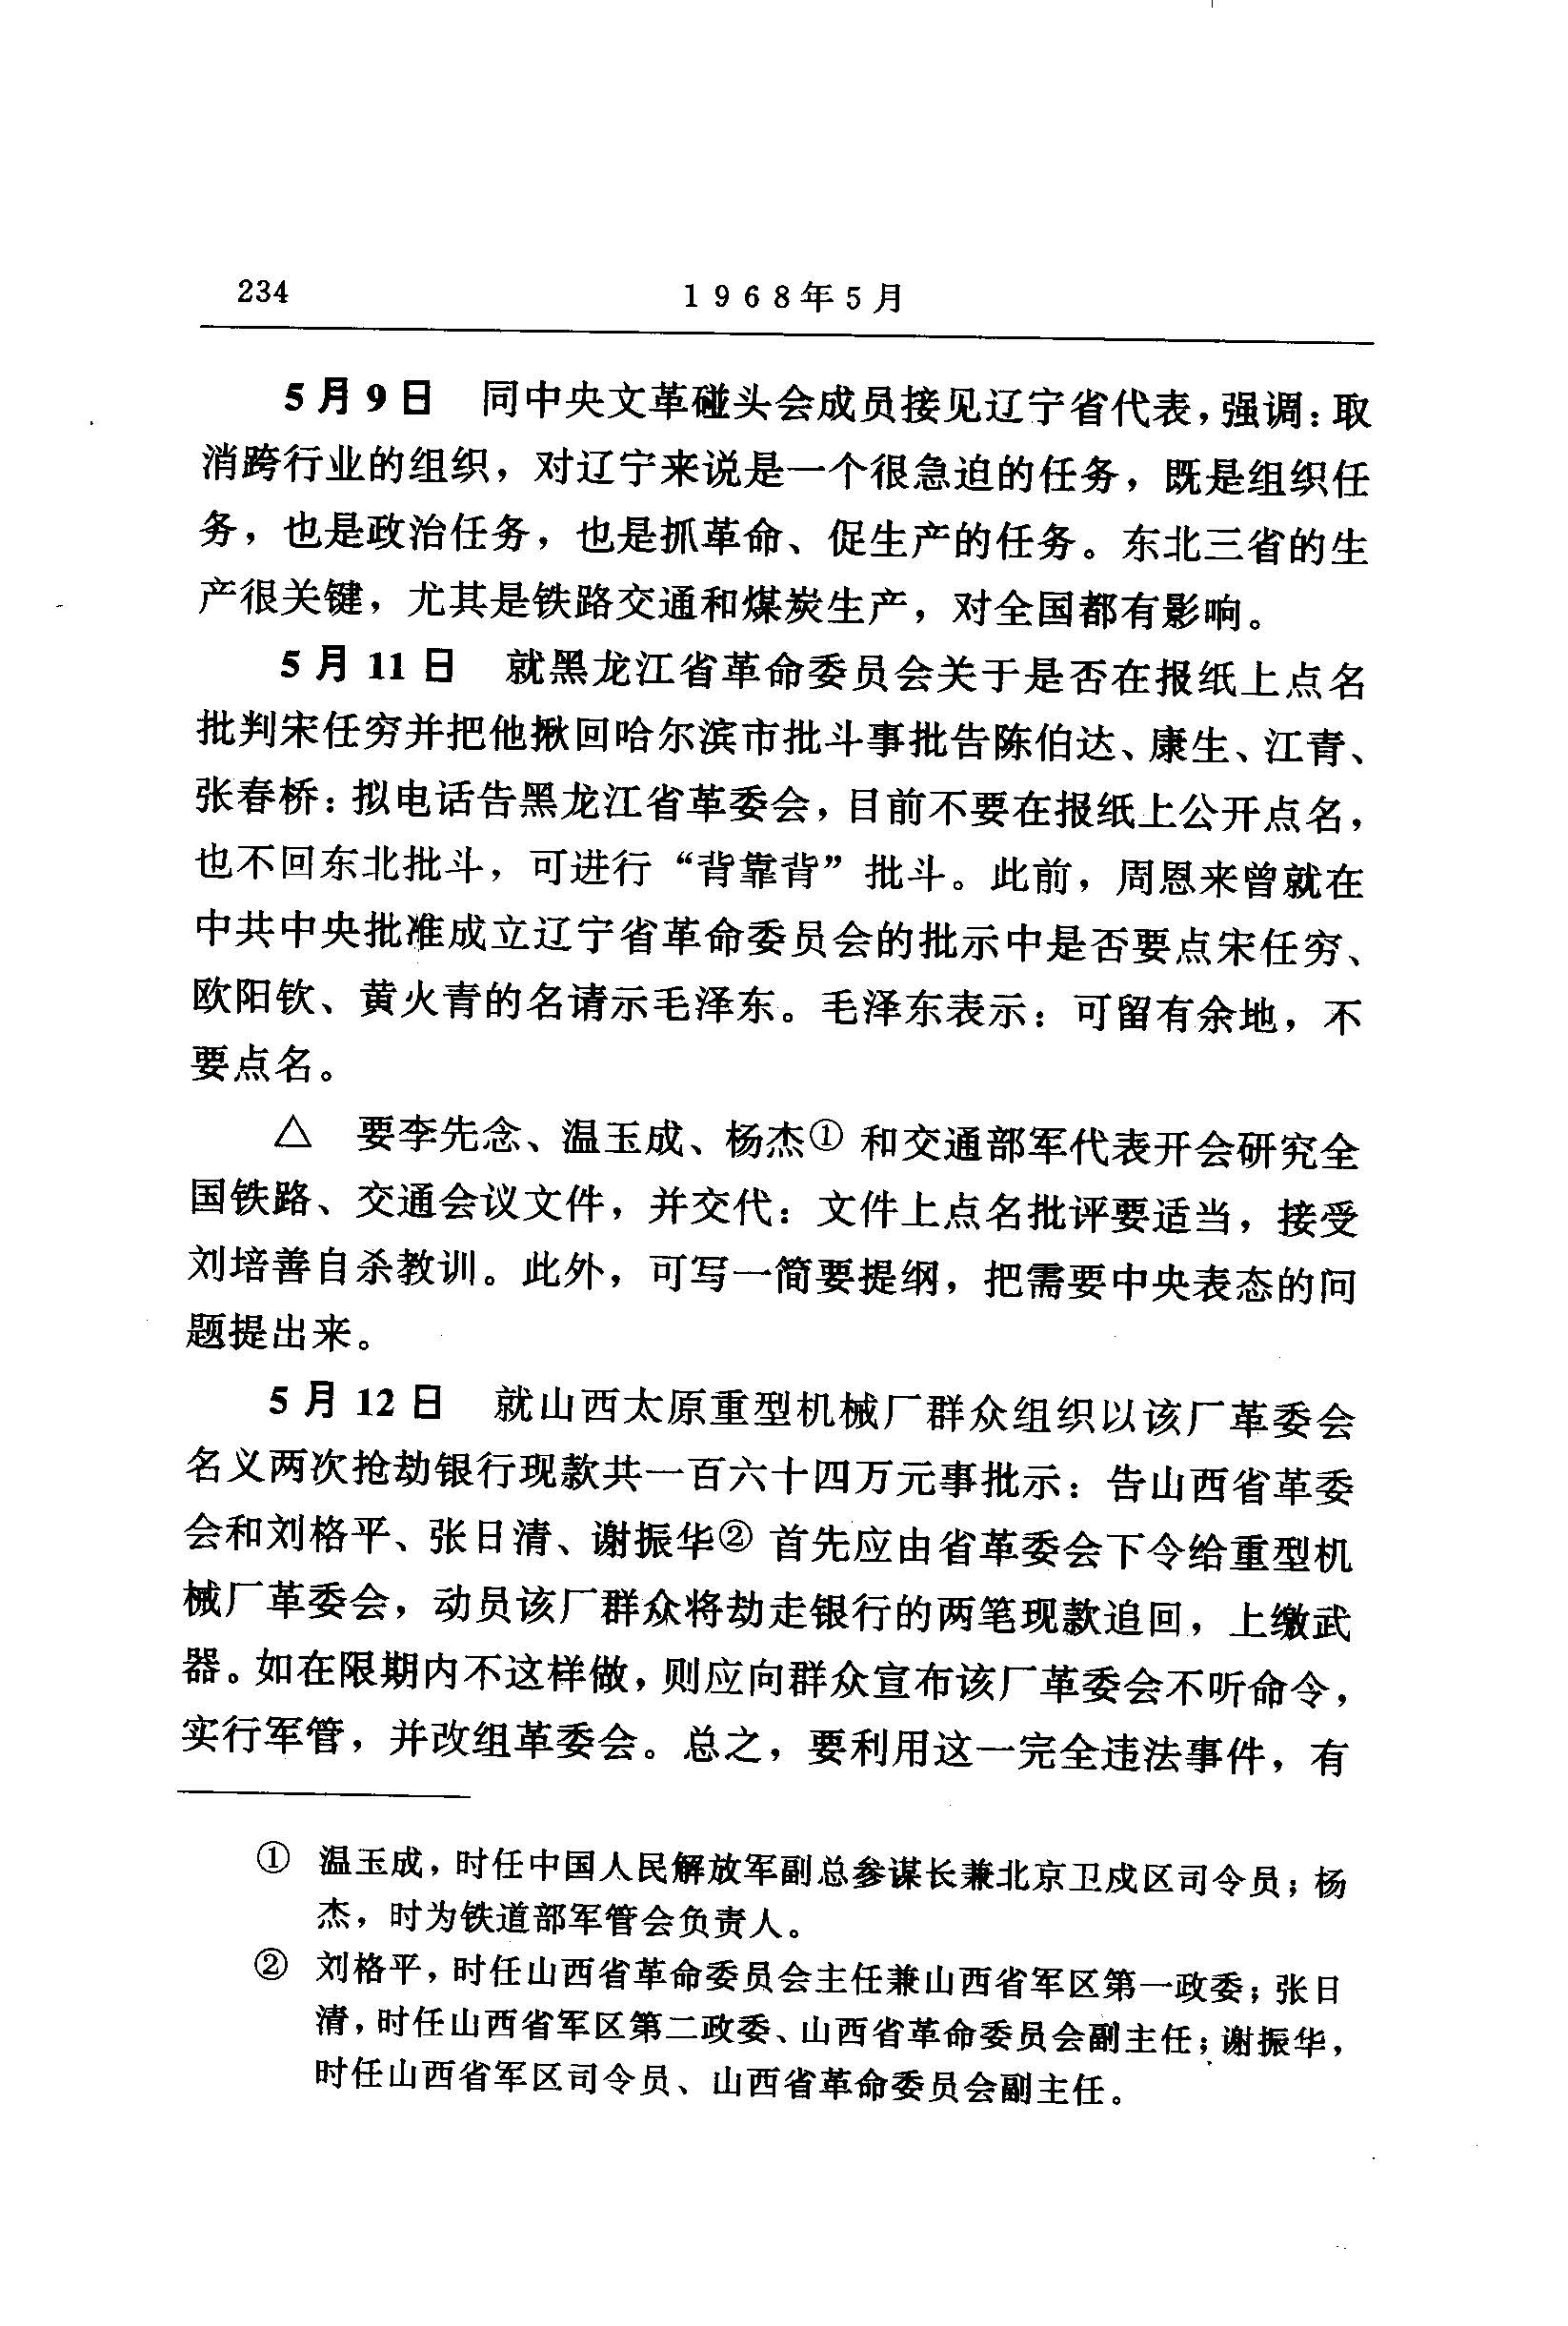 234
1968年5月
5月9日 同中央文革碰头会成员接见辽宁省代表，强调：取
消跨行业的组织，对辽宁来说是一个很急迫的任务，既是组织任
务，也是政治任务，也是抓革命、促生产的任务。东北三省的生
产很关键，尤其是铁路交通和煤炭生产，对全国都有影响。
5月11日 就黑龙江省革命委员会关于是否在报纸上点名
批判宋任穷并把他揪回哈尔滨市批斗事批告陈伯达、康生、江青、
张春桥：拟电话告黑龙江省革委会，目前不要在报纸上公开点名，
也不回东北批斗，可进行“背靠背”批斗。此前，周恩来曾就在
中共中央批准成立辽宁省革命委员会的批示中是否要点宋任穷、
欧阳钦、黄火青的名请示毛泽东。毛泽东表示：可留有余地，不
要点名。
△ 要李先念、温玉成、杨杰① 和交通部军代表开会研究全
国铁路、交通会议文件，并交代：文件上点名批评要适当，接受
刘培善自杀教训。此外，可写一简要提纲，把需要中央表态的问
题提出来。
5月12日 就山西太原重型机械厂群众组织以该厂革委会
名义两次抢劫银行现款共一百六十四万元事批示：告山西省革委
会和刘格平、张日清、谢振华② 首先应由省革委会下令给重型机
械厂革委会，动员该厂群众将劫走银行的两笔现款追回，上缴武
器。如在限期内不这样做，则应向群众宣布该厂革委会不听命令，
实行军管，并改组革委会。总之，要利用这一完全违法事件，有
① 温玉成，时任中国人民解放军副总参谋长兼北京卫戍区司令员；杨
杰，时为铁道部军管会负责人。
② 刘格平，时任山西省革命委员会主任兼山西省军区第一政委；张日
清，时任山西省军区第二政委、山西省革命委员会副主任；谢振华，
时任山西省军区司令员、山西省革命委员会副主任。